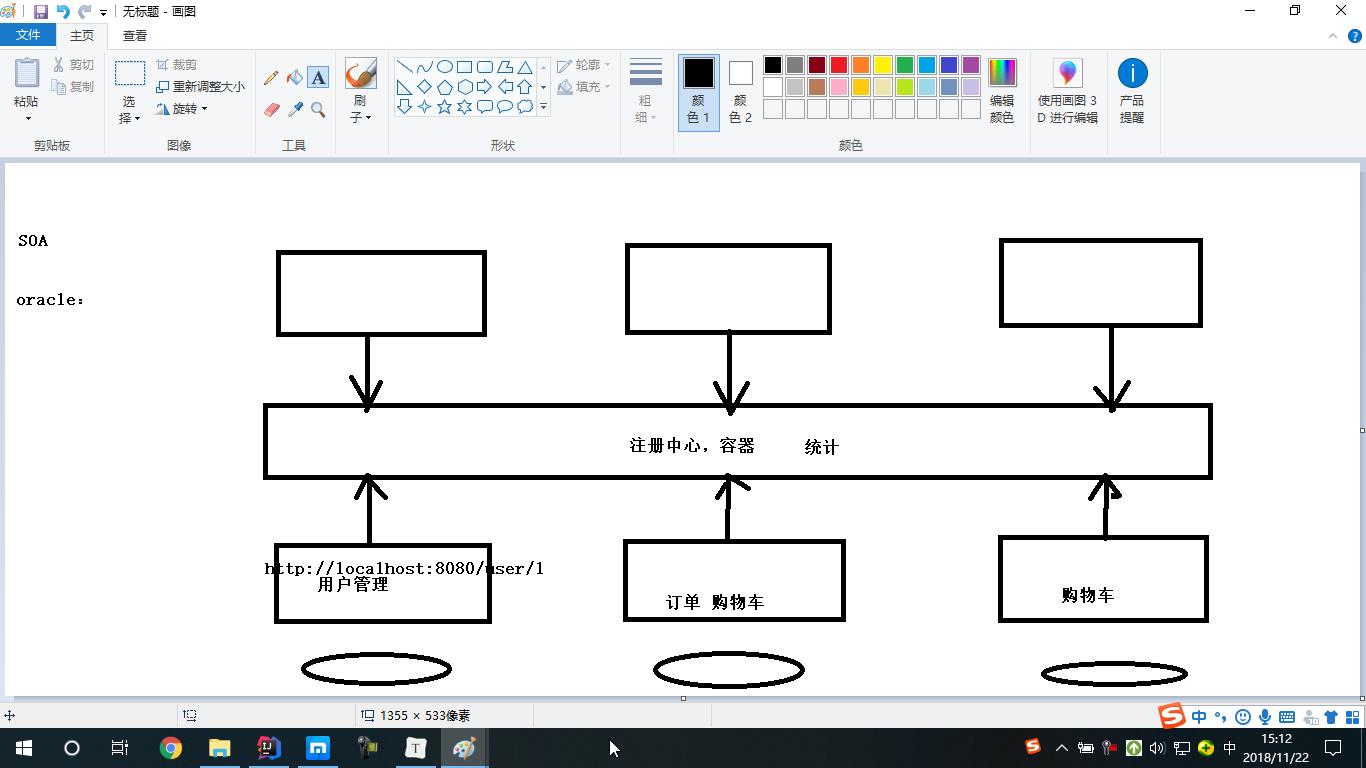 无标题 - 画图
文件 主页 查看
粘贴
剪切
复制
剪贴板
选择
裁剪
重新调整大小
旋转
图像
A
工具
刷子
形状
轮廓
填充
粗细
颜色 1
颜色 2
颜色
编辑颜色
使用画图 3D 进行编辑
产品提醒
SOA
oracle:
注册中心，容器 统计
http://localhost:8080/user/1
用户管理
订单 购物车
购物车
1355 × 533像素
中
中
15:12
2018/11/22